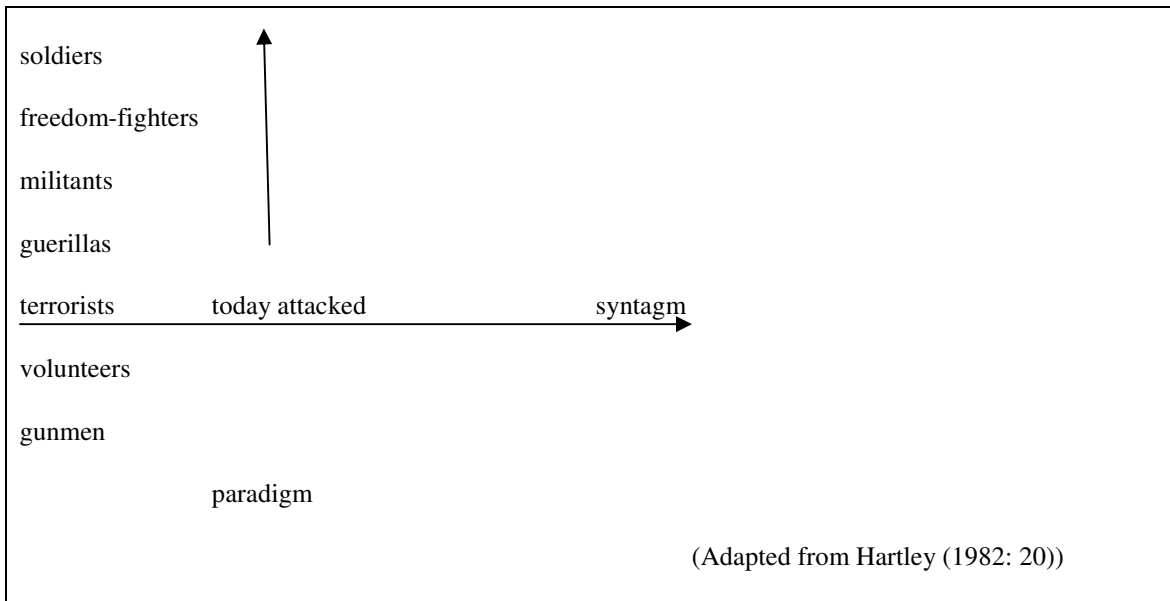 soldiers
freedom-fighters
militants
guerillas
terrorists today attacked syntagm
volunteers
gunmen
paradigm
(Adapted from Hartley (1982: 20))